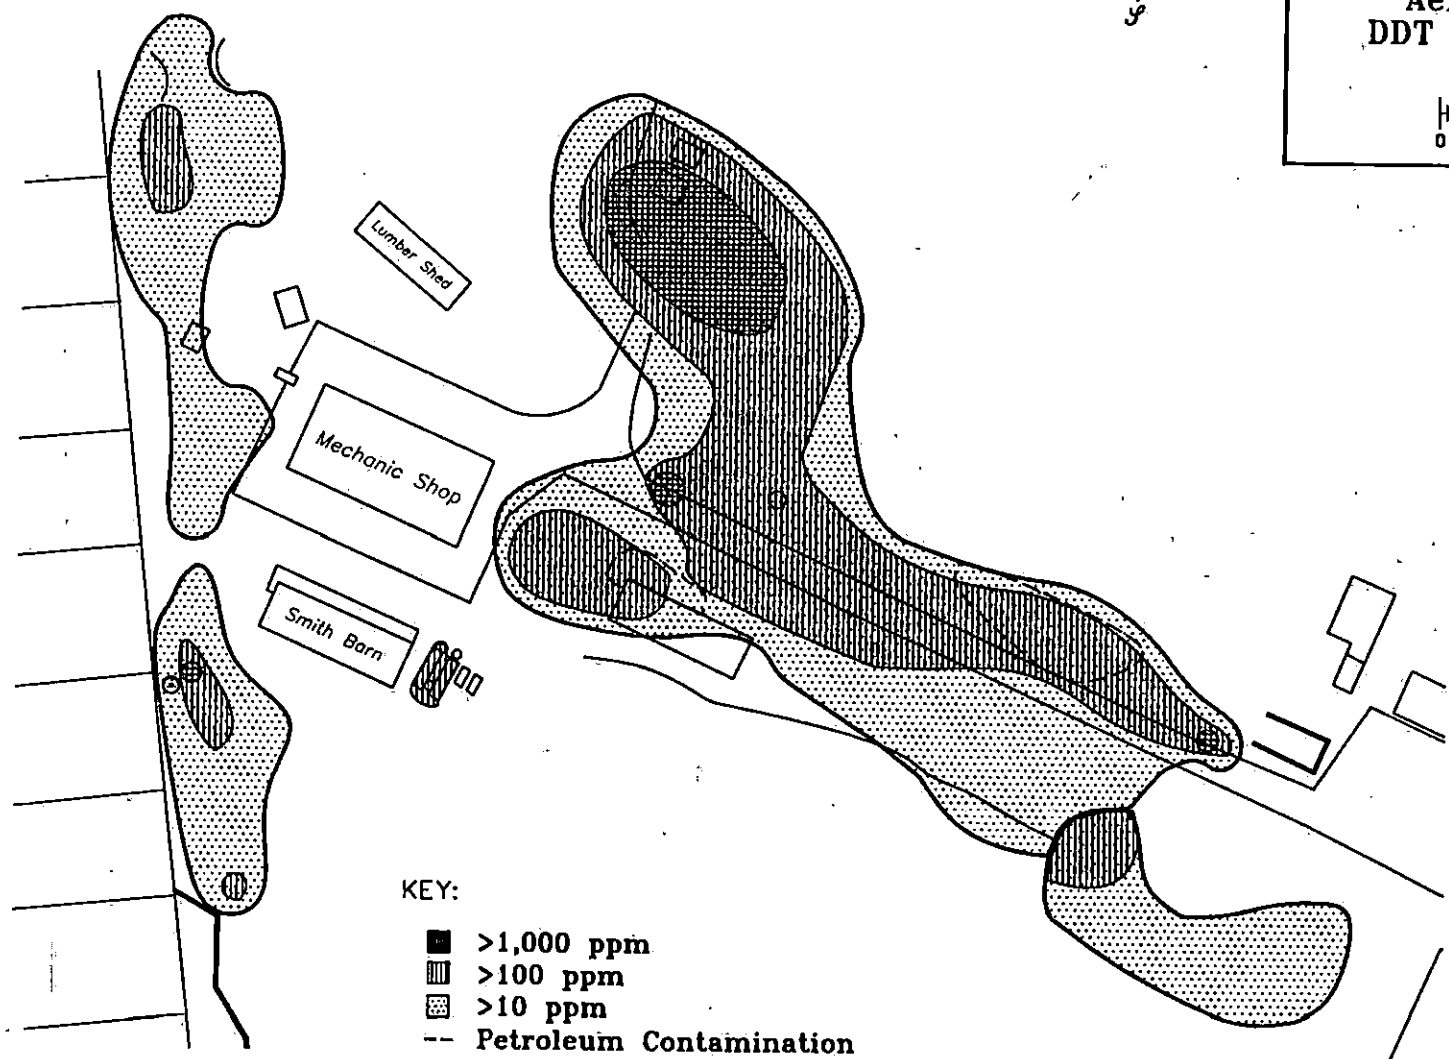 DDT
Lumber Shed
Mechanic Shop
Smith Barn
KEY:
>1,000 ppm
>100 ppm
>10 ppm
-- Petroleum Contamination